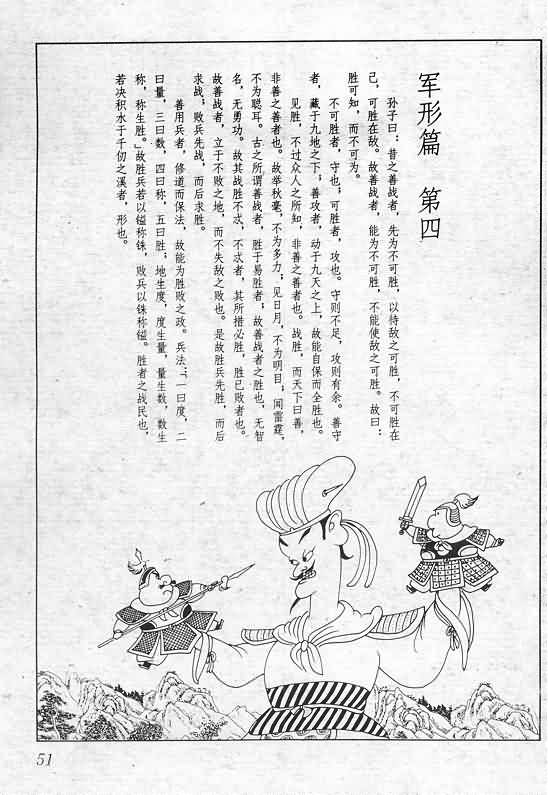 军形篇 第四
孙子曰：昔之善战者，先为不可胜，以待敌之可胜，不可胜在
己，可胜在敌。故善战者，能为不可胜，不能使敌之可胜。故曰：
胜可知，而不可为。
不可胜者，守也；可胜者，攻也。守则不足，攻则有余。善守
者，藏于九地之下，善攻者，动于九天之上，故能自保而全胜也。
见胜，不过众人之所知，非善之善者也。战胜，而天下曰善，
非善之善者也。故举秋毫，不为多力；见日月，不为明目；闻雷霆，
不为聪耳。古之所谓善战者，胜于易胜者；故善战者之胜也，无智
名，无勇功。故其战胜不忒，不忒者，其所措必胜，胜已败者也。
故善战者，立于不败之地，而不失敌之败也。是故胜兵先胜，而后
求战；败兵先战，而后求胜。
善用兵者，修道而保法，故能为胜败之政。兵法：一曰度，二
曰量，三曰数，四曰称，五曰胜；地生度，度生量，量生数，数生
称，称生胜。故胜兵若以镒称铢，败兵以铢称镒。胜者之战民也，
若决积水于千仞之溪者，形也。
51